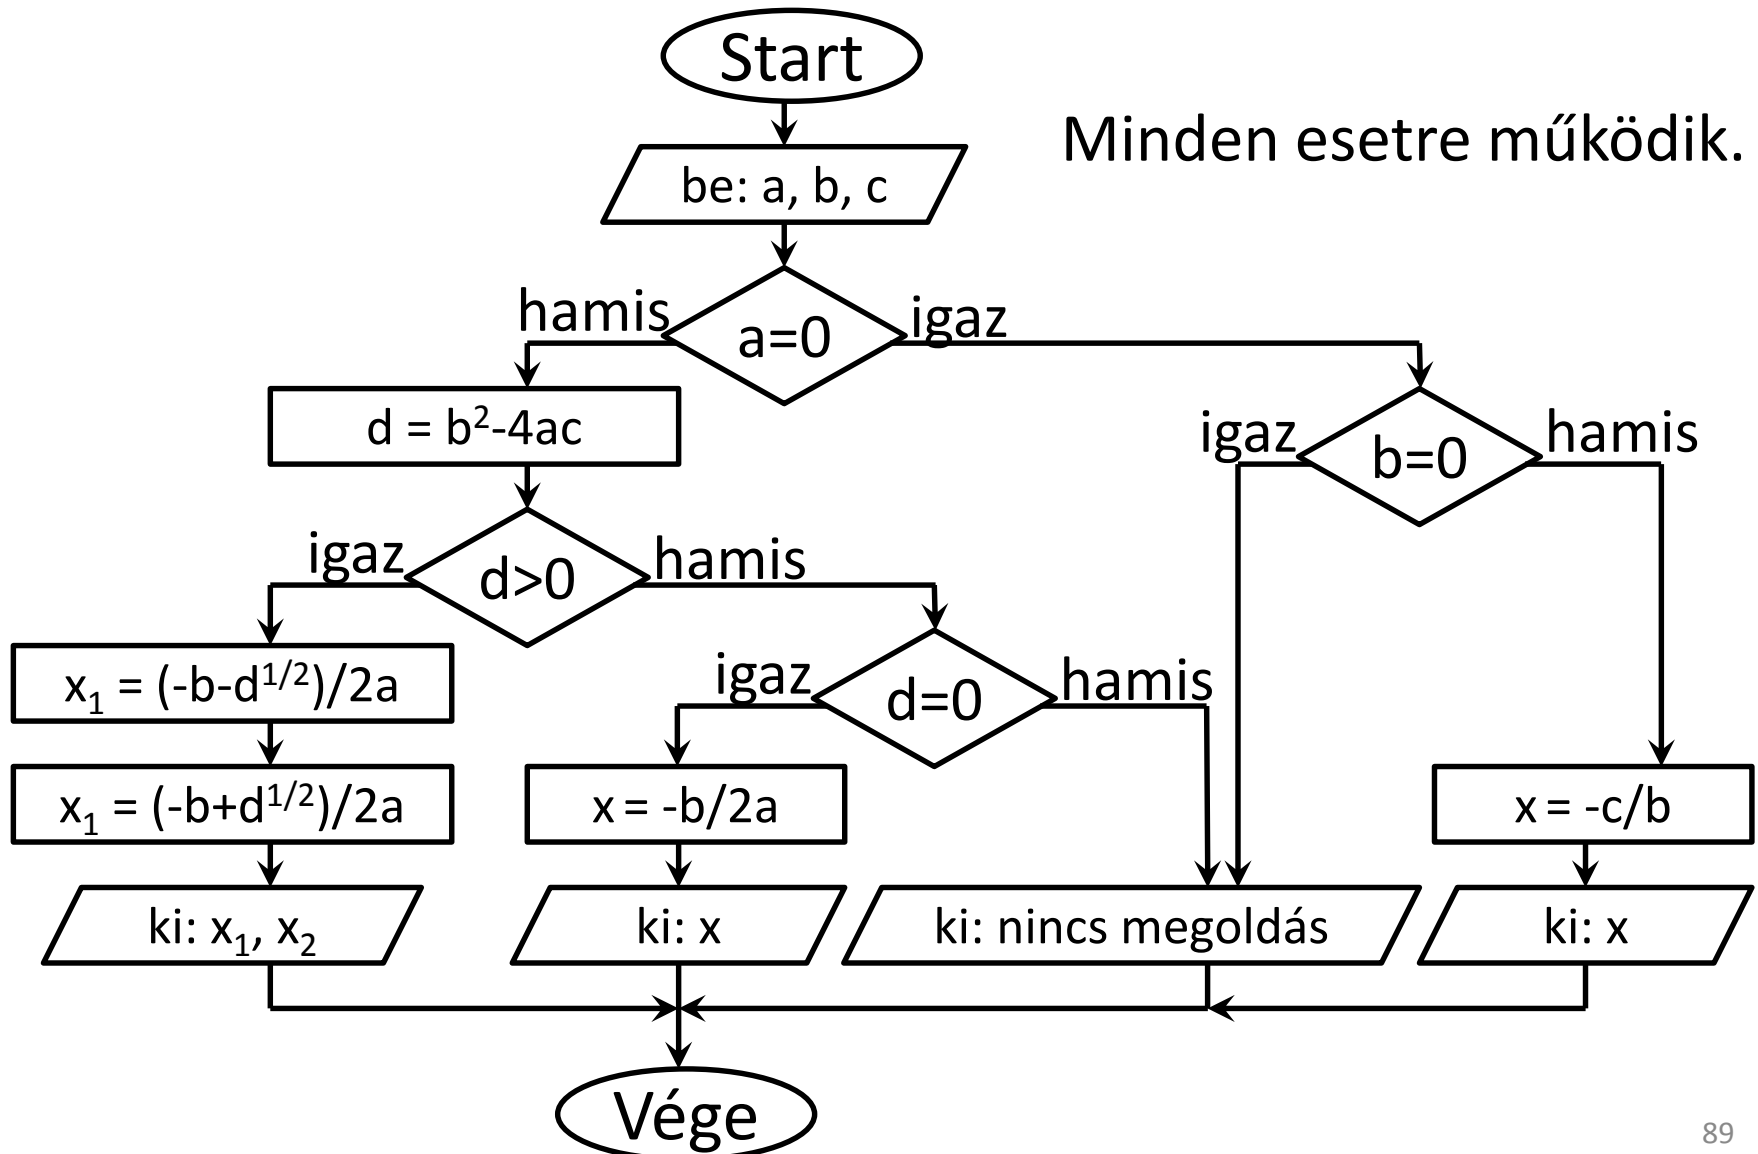 Start
Minden esetre működik.
be: a, b, c
hamis
a=0
igaz
d = b²-4ac
igaz
b=0
hamis
igaz
d>0
hamis
x₁ = (-b-d¹/²)/2a
igaz
d=0
hamis
x₁ = (-b+d¹/²)/2a
x = -b/2a
x = -c/b
ki: x₁, x₂
ki: x
ki: nincs megoldás
ki: x
Vége
89